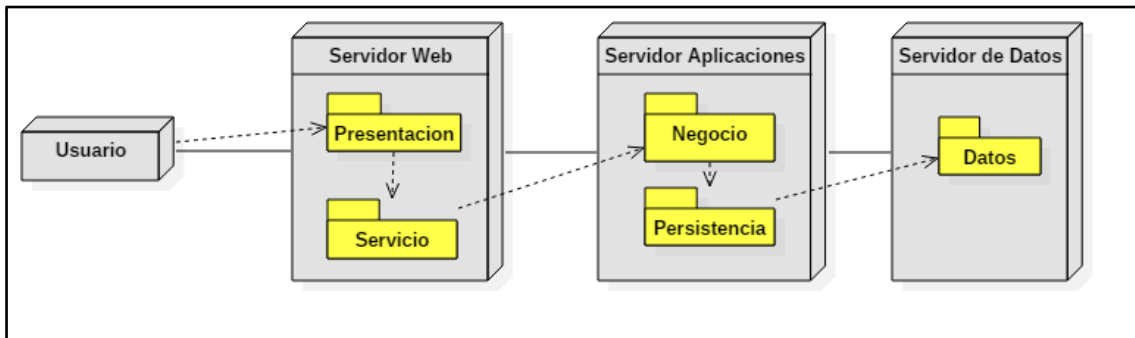 Usuario
Servidor Web
Presentacion
Servicio
Servidor Aplicaciones
Negocio
Persistencia
Servidor de Datos
Datos